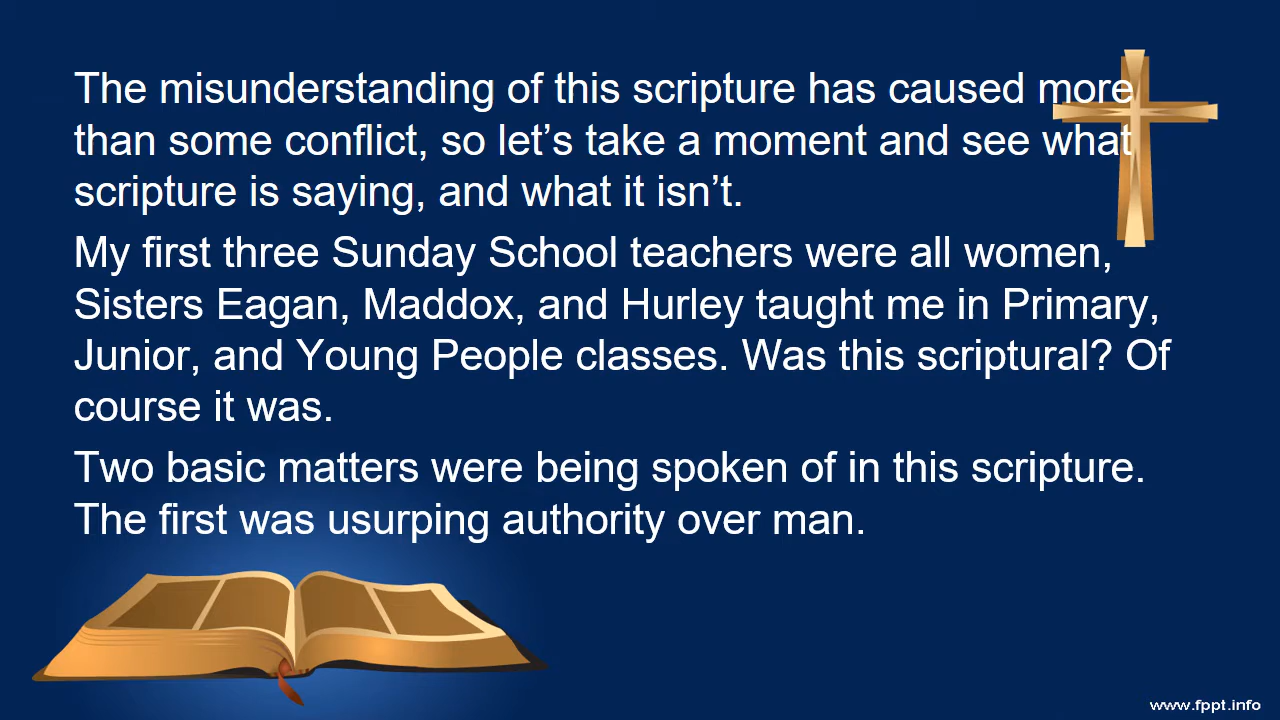 The misunderstanding of this scripture has caused more
than some conflict, so let’s take a moment and see what
scripture is saying, and what it isn’t.
My first three Sunday School teachers were all women,
Sisters Eagan, Maddox, and Hurley taught me in Primary,
Junior, and Young People classes. Was this scriptural? Of
course it was.
Two basic matters were being spoken of in this scripture.
The first was usurping authority over man.
www.fppt.info